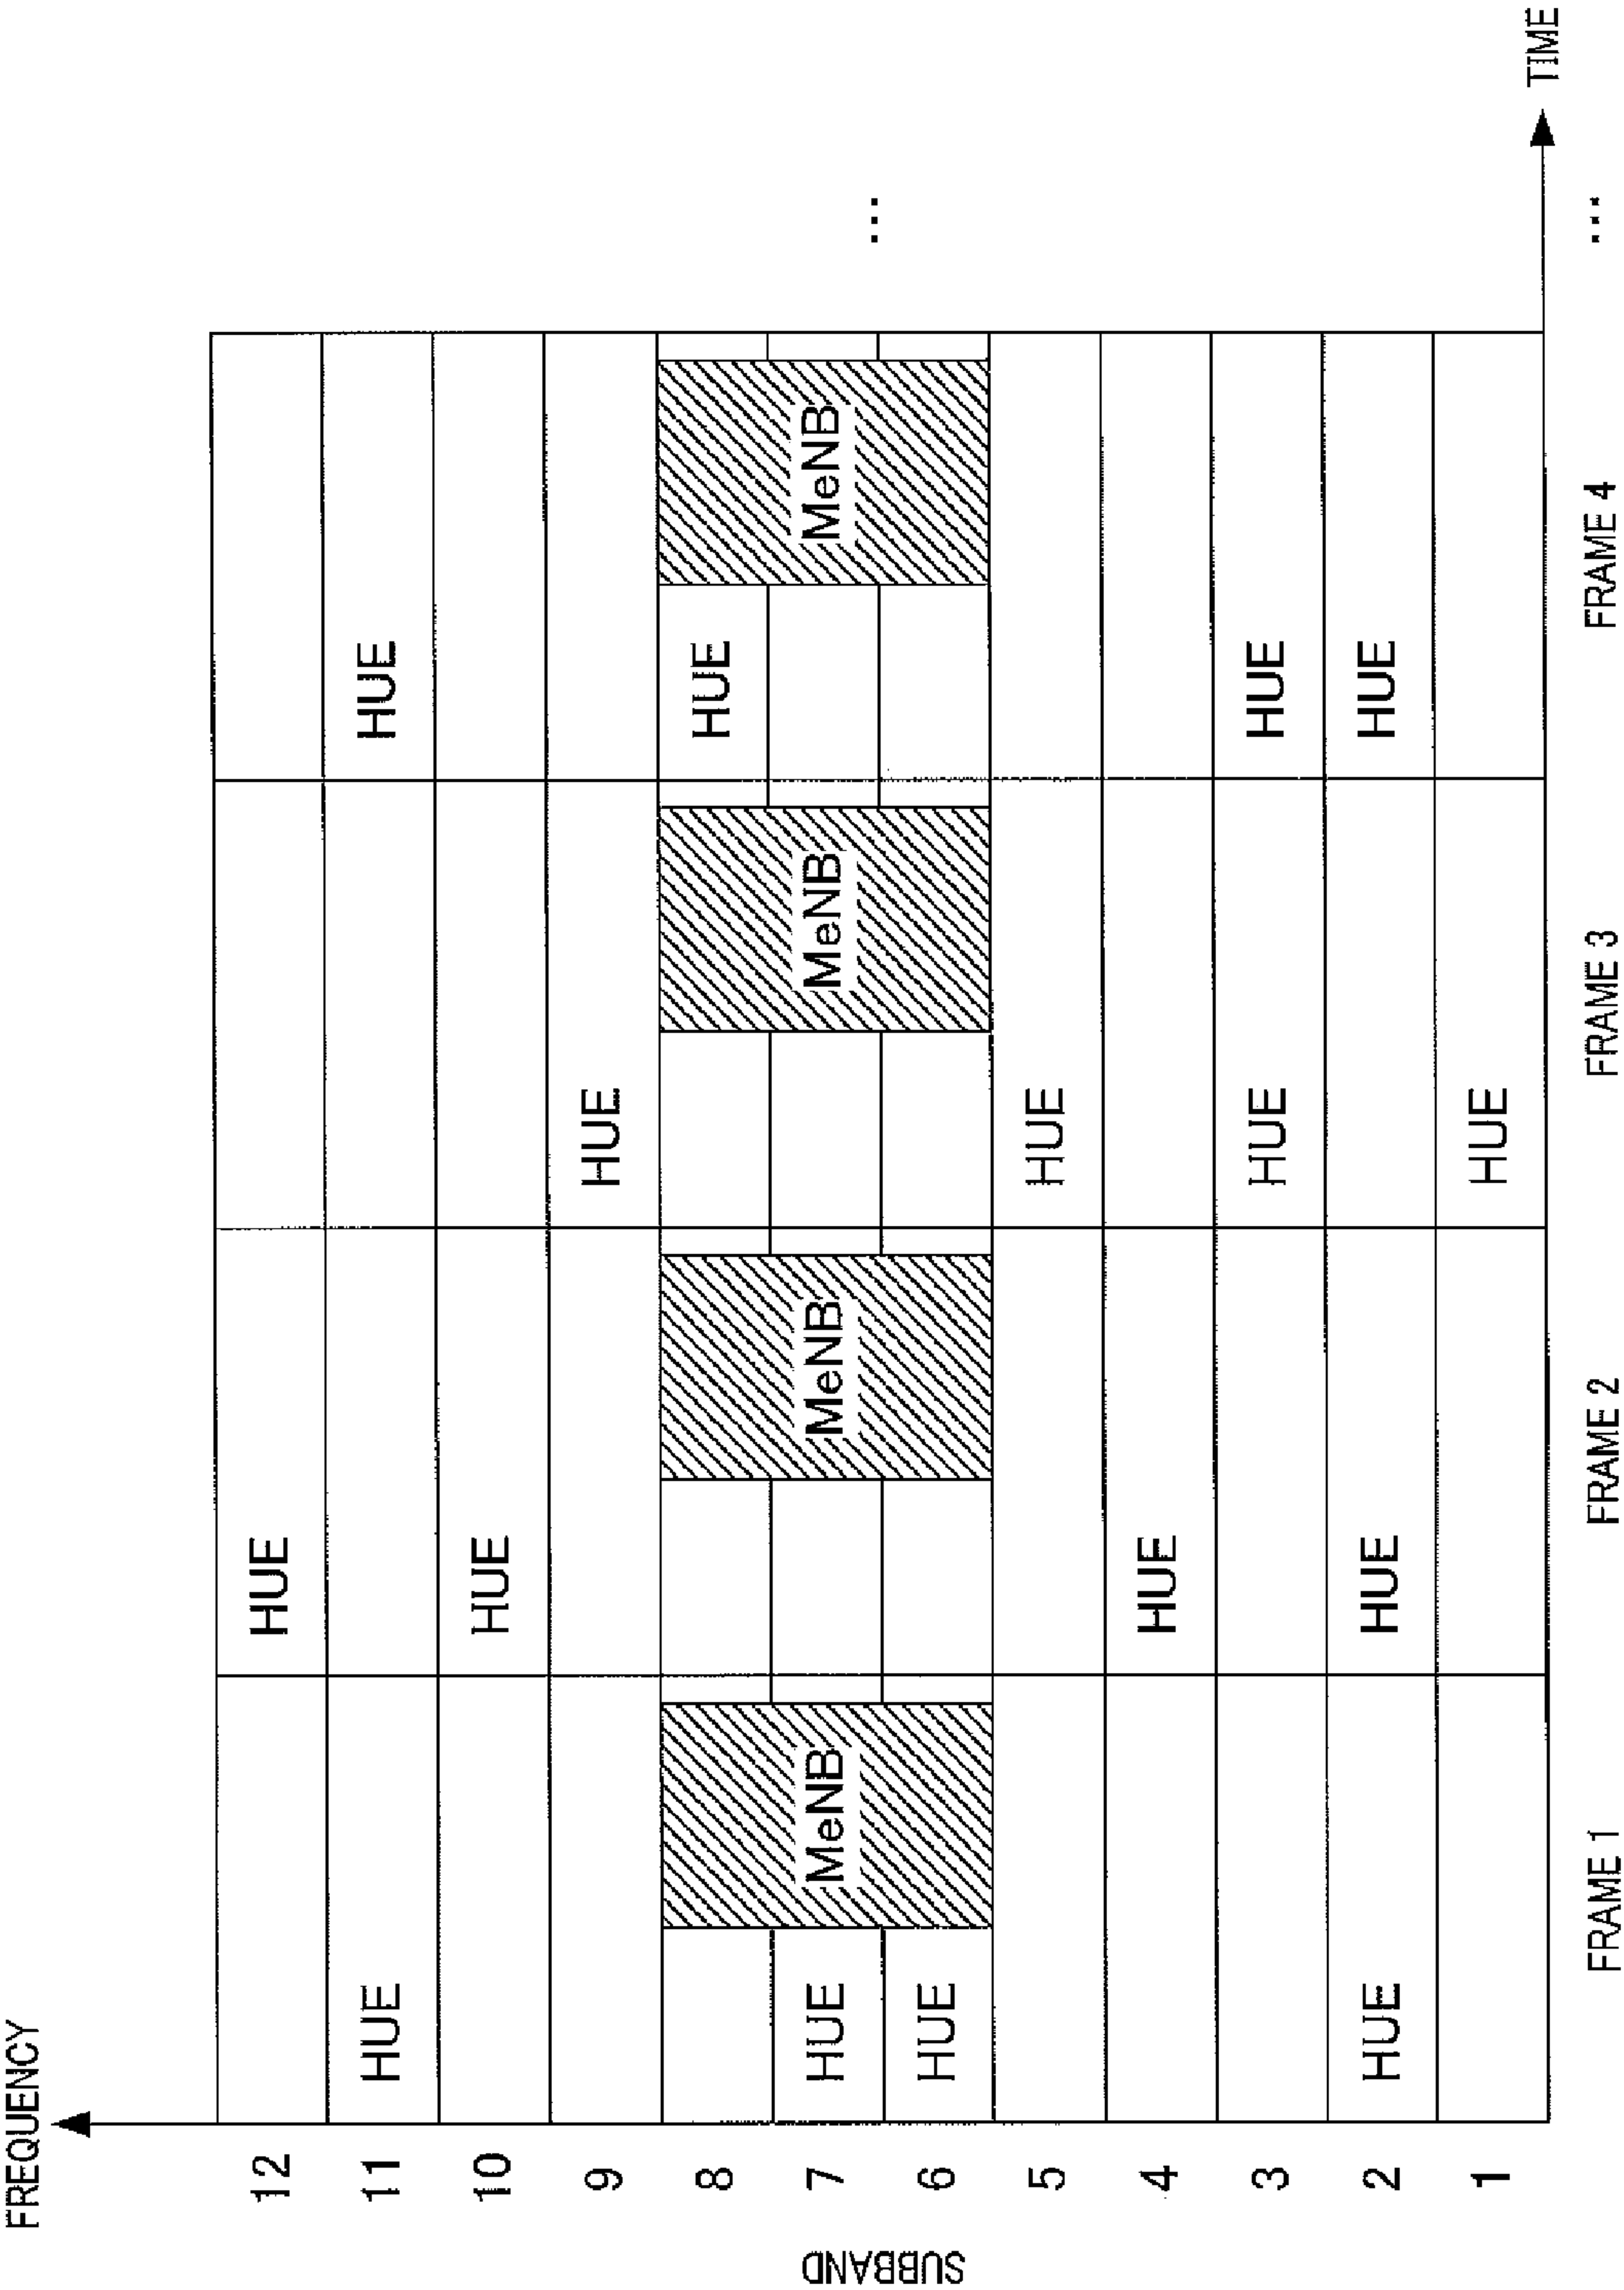 FREQUENCY
SUBBAND
12 HUE
11 HUE HUE
10 HUE
9 HUE
8 HUE
7 HUE MeNB MeNB MeNB MeNB ...
6 HUE
5 HUE
4 HUE
3 HUE HUE
2 HUE HUE HUE
1 HUE
TIME
FRAME 1 FRAME 2 FRAME 3 FRAME 4 ...